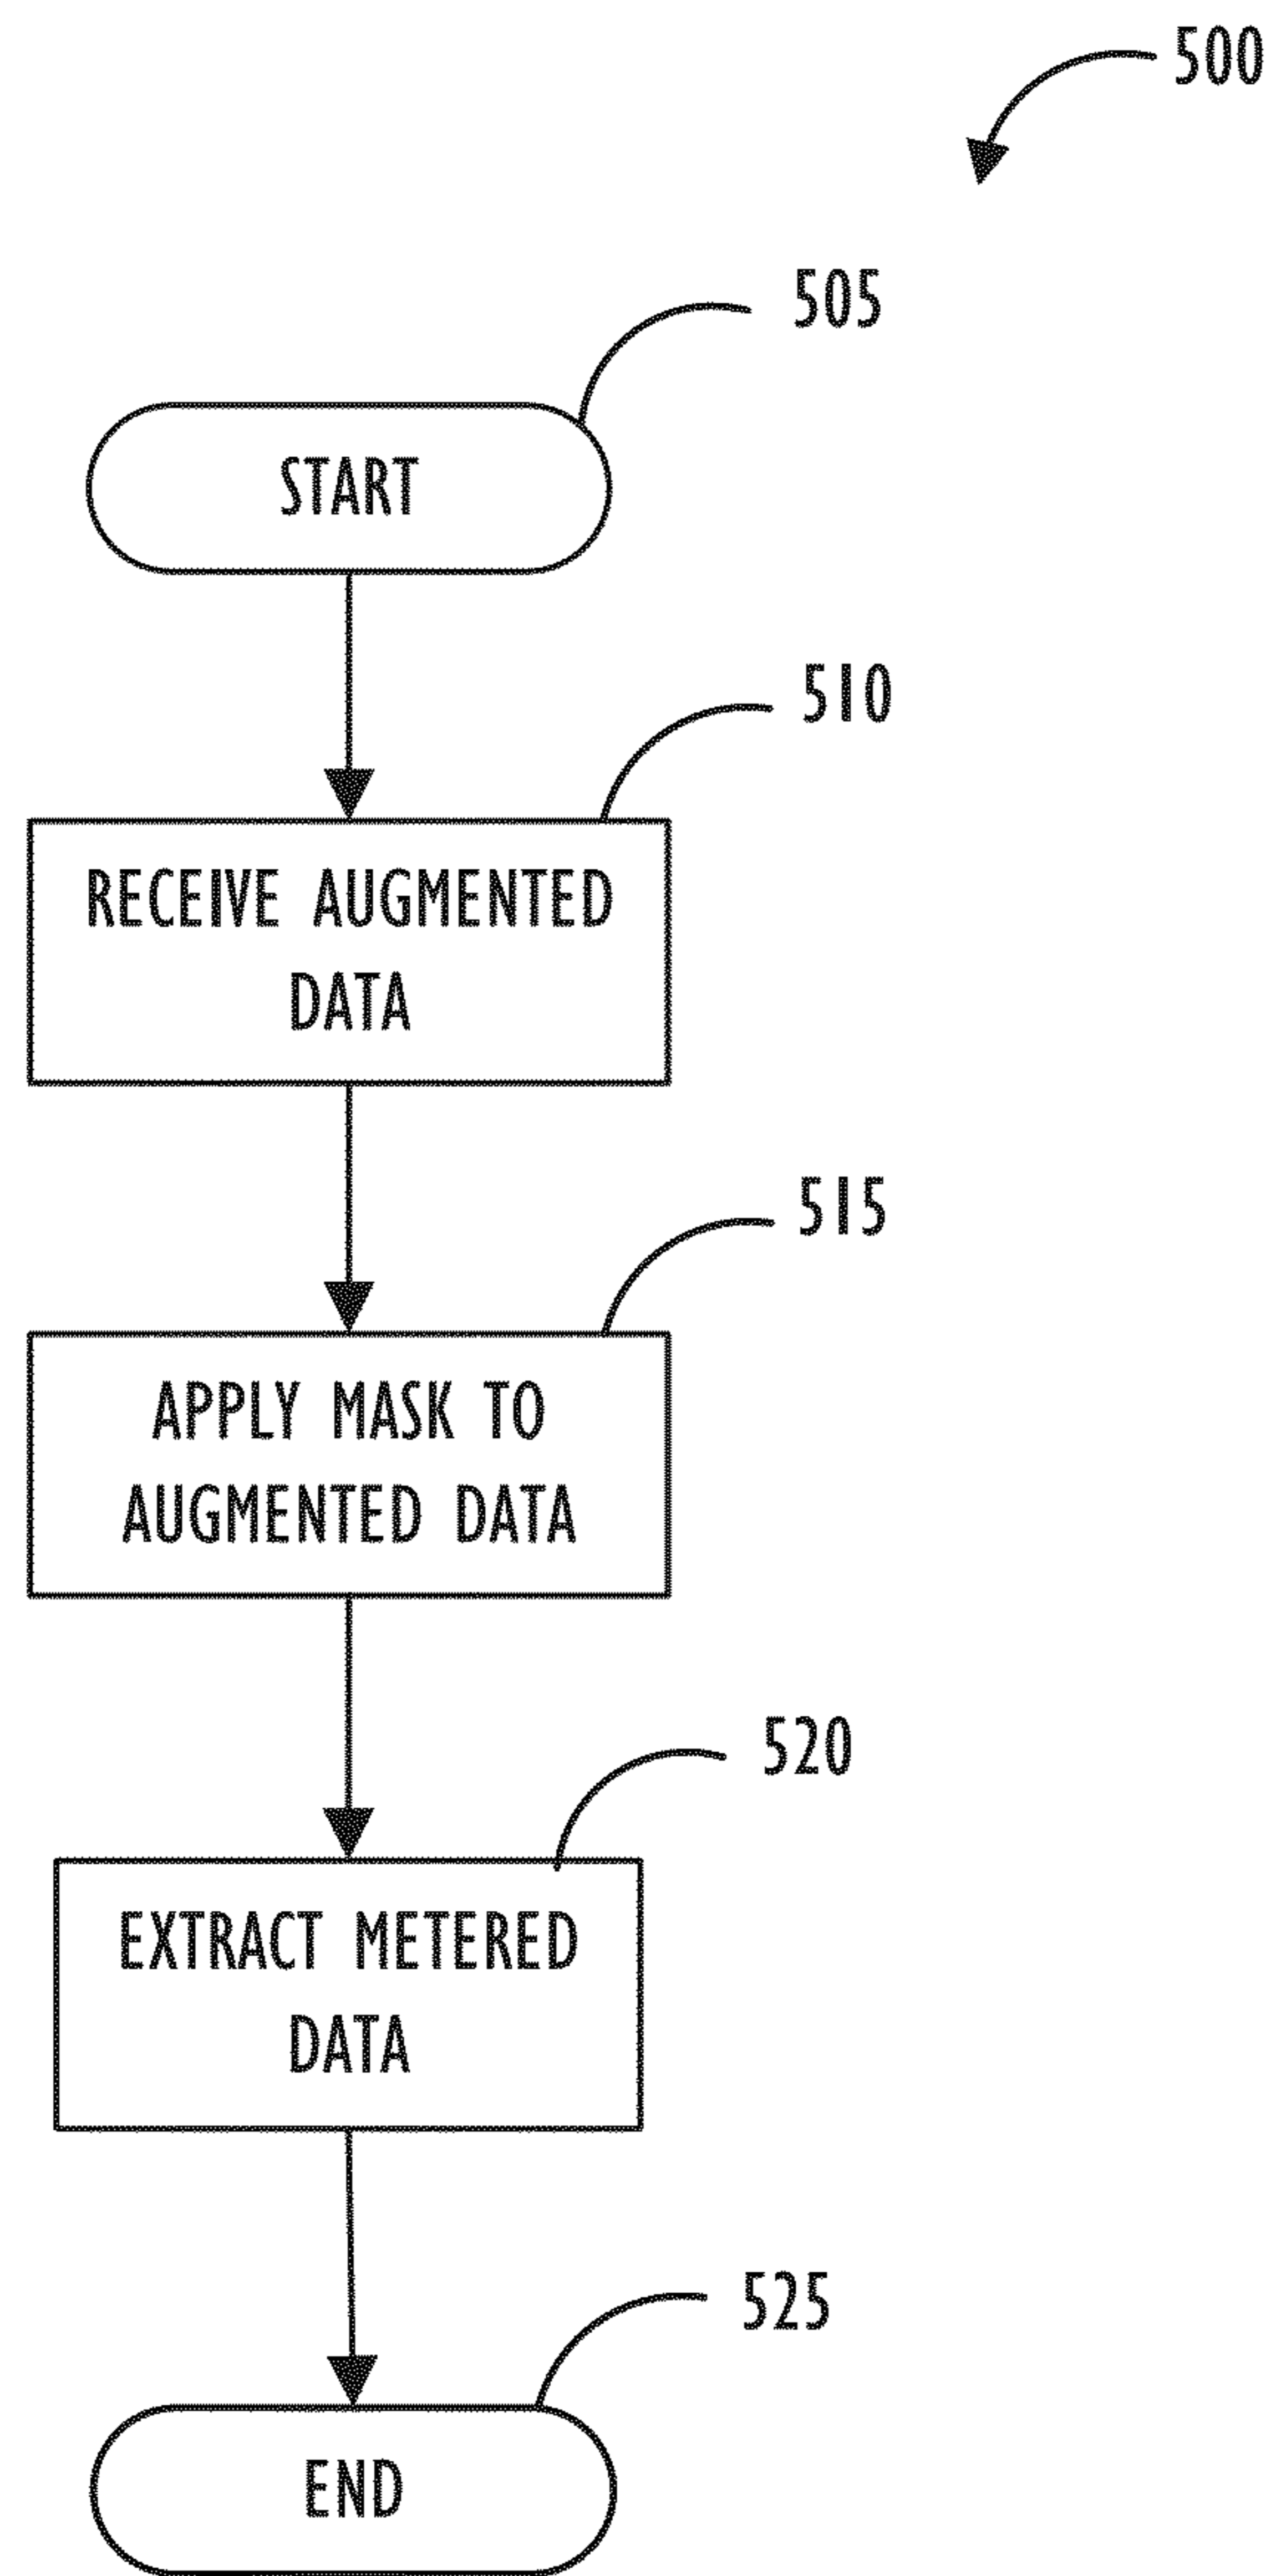 500
505
START
510
RECEIVE AUGMENTED
DATA
515
APPLY MASK TO
AUGMENTED DATA
520
EXTRACT METERED
DATA
525
END